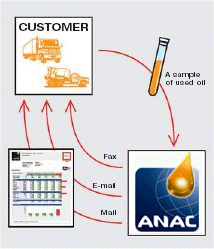 CUSTOMER
A sample
of used oil
Fax
E-mail
Mail
ANAC